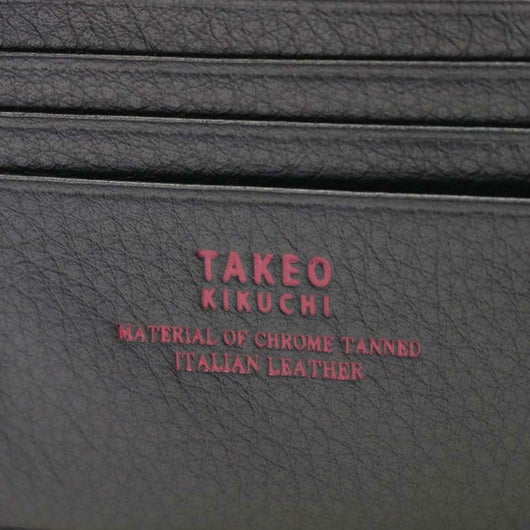 TAKEO
KIKUCHI
MATERIAL OF CHROME TANNED
ITALIAN LEATHER